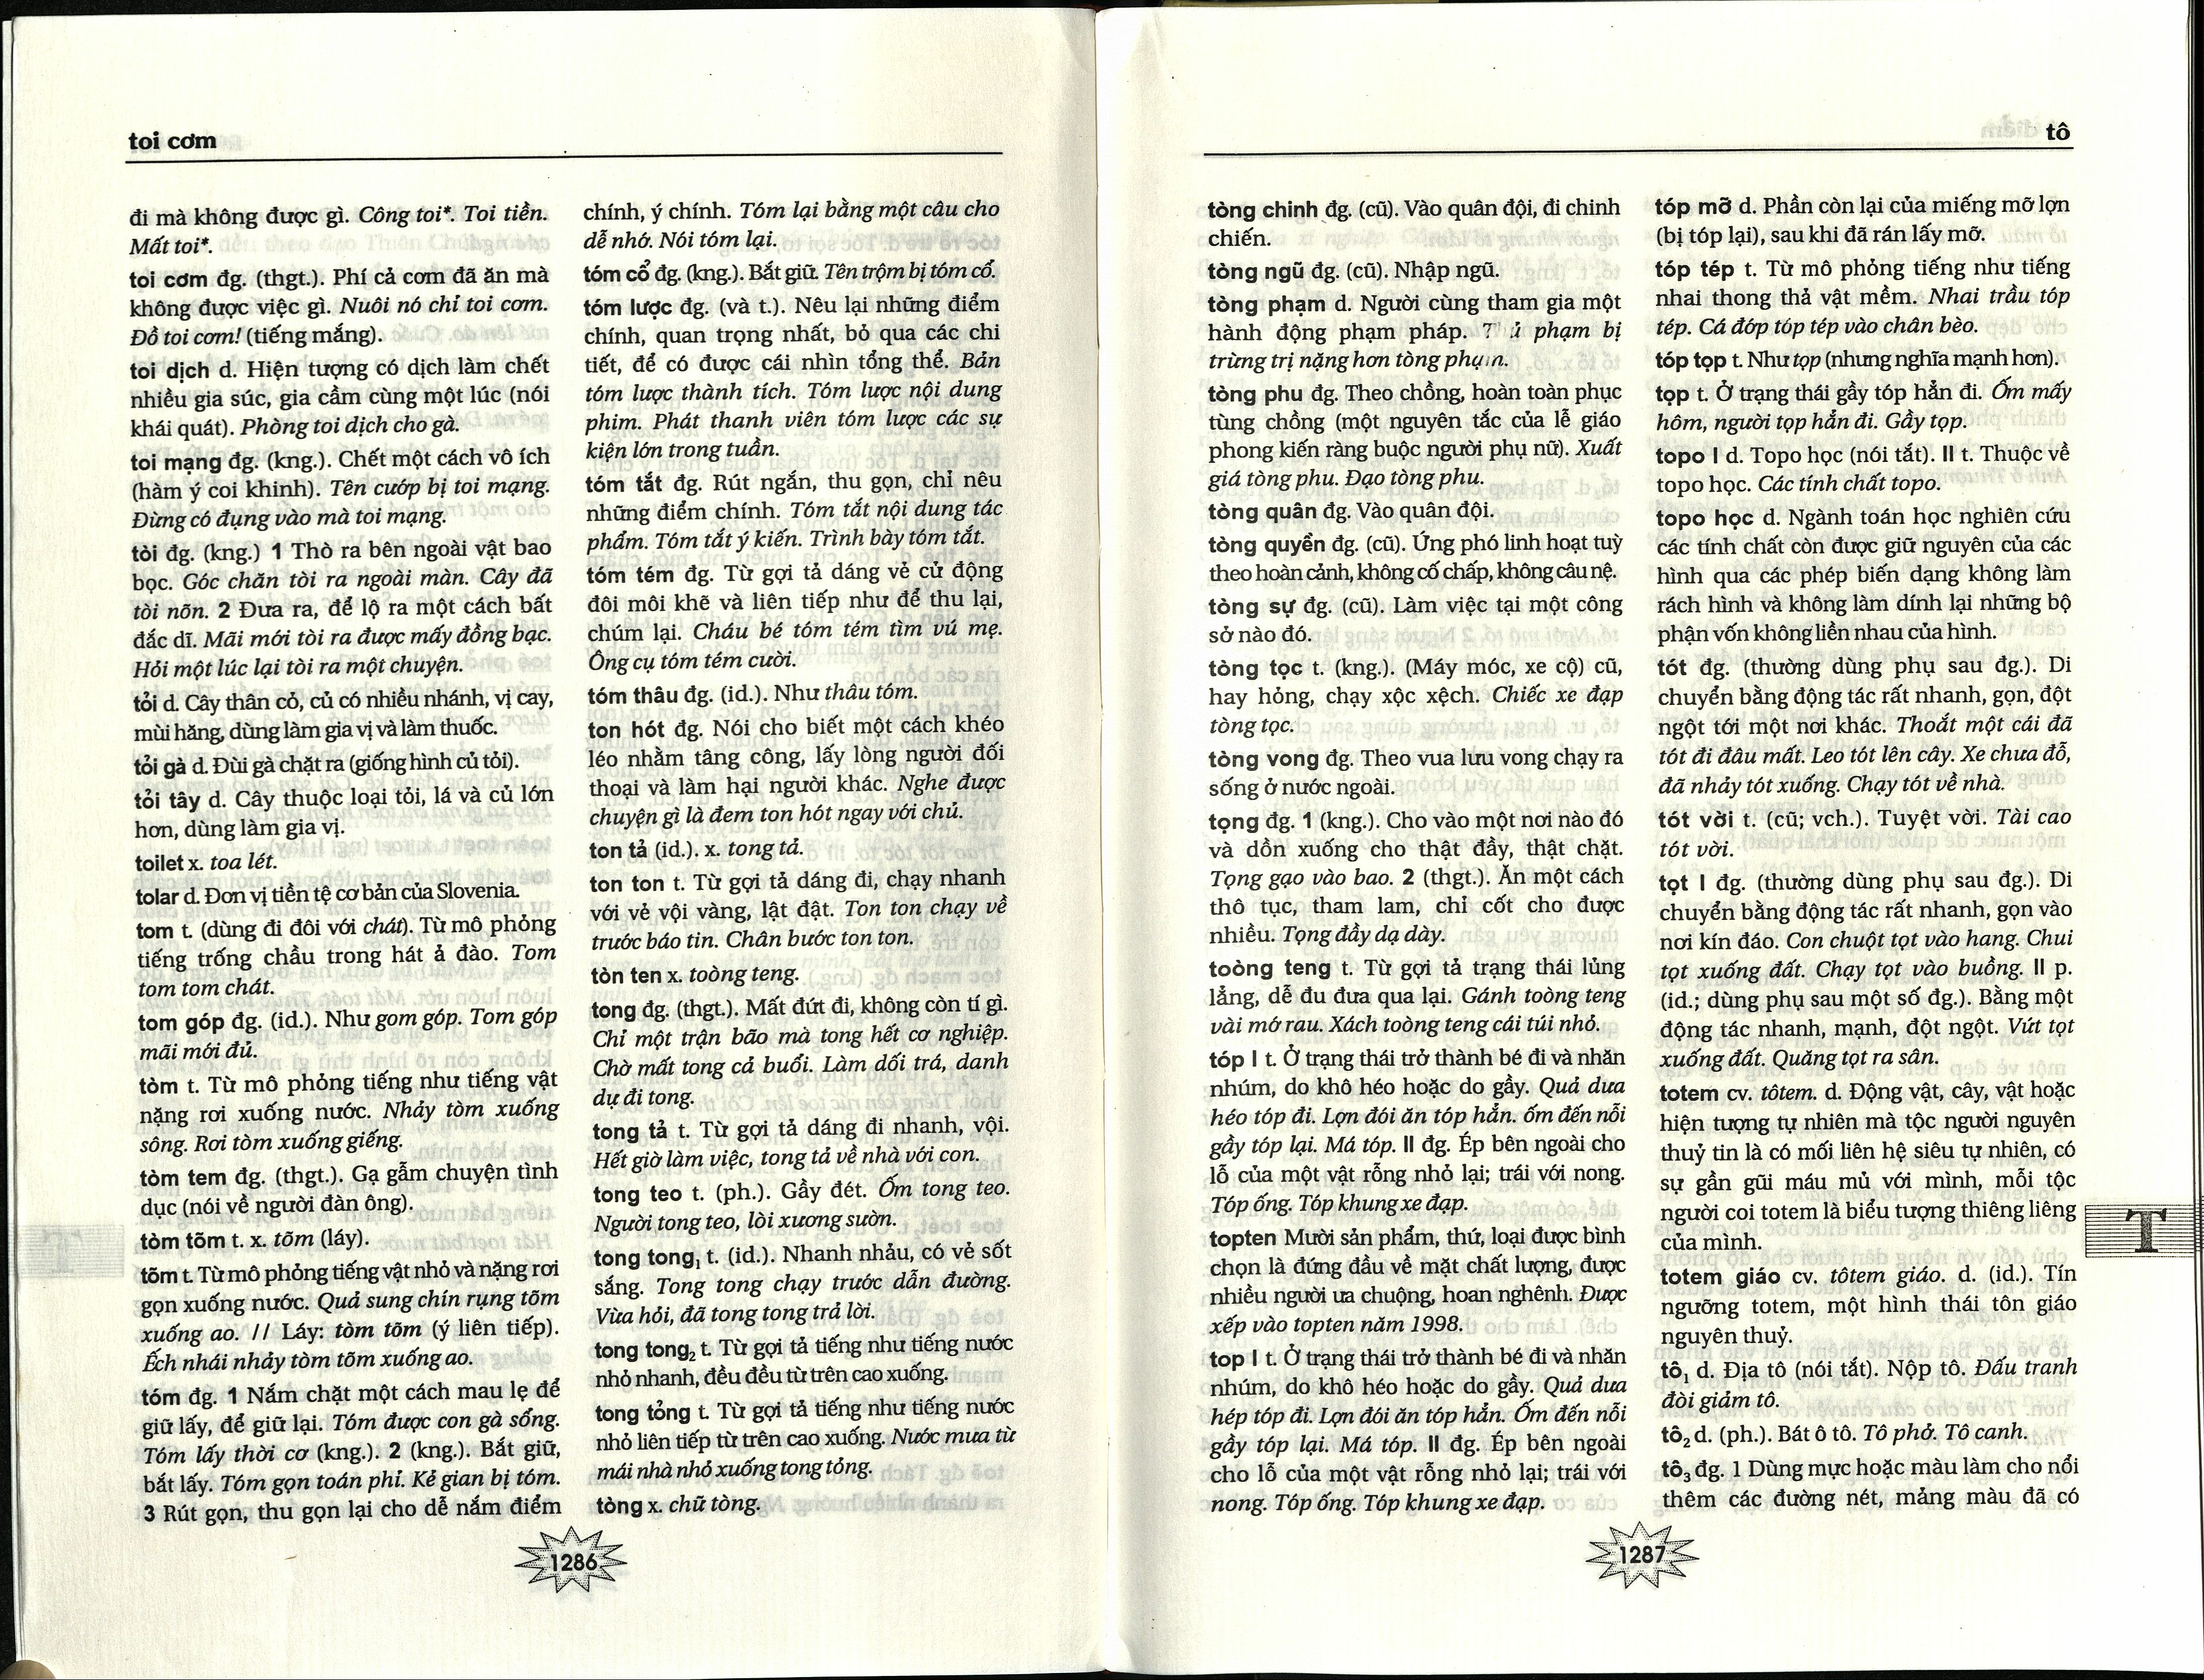 toi cơm
đi mà không được gì. Công toi*. Toi tiền.
Mất toi*.
toi cơm đg. (thgt.). Phí cả cơm đã ăn mà
không được việc gì. Nuôi nó chỉ toi cơm.
Đồ toi cơm! (tiếng mắng).
toi dịch d. Hiện tượng có dịch làm chết
nhiều gia súc, gia cầm cùng một lúc (nói
khái quát). Phòng toi dịch cho gà.
toi mạng đg. (kng.). Chết một cách vô ích
(hàm ý coi khinh). Tên cướp bị toi mạng.
Đừng có đụng vào mà toi mạng.
tòi đg. (kng.) 1 Thò ra bên ngoài vật bao
bọc. Góc chăn tòi ra ngoài màn. Cây đã
tòi nõn. 2 Đưa ra, để lộ ra một cách bất
đắc dĩ. Mãi mới tòi ra được mấy đồng bạc.
Hỏi một lúc lại tòi ra một chuyện.
tỏi d. Cây thân cỏ, củ có nhiều nhánh, vị cay,
mùi hăng, dùng làm gia vị và làm thuốc.
tỏi gà d. Đùi gà chặt ra (giống hình củ tỏi).
tỏi tây d. Cây thuộc loại tỏi, lá và củ lớn
hơn, dùng làm gia vị.
toilet x. toa lét.
tolar d. Đơn vị tiền tệ cơ bản của Slovenia.
tom t. (dùng đi đôi với chát). Từ mô phỏng
tiếng trống chầu trong hát ả đào. Tom
tom tom chát.
tom góp đg. (id.). Như gom góp. Tom góp
mãi mới đủ.
tòm t. Từ mô phỏng tiếng như tiếng vật
nặng rơi xuống nước. Nhảy tòm xuống
sông. Rơi tòm xuống giếng.
tòm tem đg. (thgt.). Gạ gẫm chuyện tình
dục (nói về người đàn ông).
tòm tõm t. x. tõm (láy).
tõm t. Từ mô phỏng tiếng vật nhỏ và nặng rơi
gọn xuống nước. Quả sung chín rụng tõm
xuống ao. // Láy: tòm tõm (ý liên tiếp).
Ếch nhái nhảy tòm tõm xuống ao.
tóm đg. 1 Nắm chặt một cách mau lẹ để
giữ lấy, để giữ lại. Tóm được con gà sổng.
Tóm lấy thời cơ (kng.). 2 (kng.). Bắt giữ,
bắt lấy. Tóm gọn toán phỉ. Kẻ gian bị tóm.
3 Rút gọn, thu gọn lại cho dễ nắm điểm
chính, ý chính. Tóm lại bằng một câu cho
dễ nhớ. Nói tóm lại.
tóm cổ đg. (kng.). Bắt giữ. Tên trộm bị tóm cổ.
tóm lược đg. (và t.). Nêu lại những điểm
chính, quan trọng nhất, bỏ qua các chi
tiết, để có được cái nhìn tổng thể. Bản
tóm lược thành tích. Tóm lược nội dung
phim. Phát thanh viên tóm lược các sự
kiện lớn trong tuần.
tóm tắt đg. Rút ngắn, thu gọn, chỉ nêu
những điểm chính. Tóm tắt nội dung tác
phẩm. Tóm tắt ý kiến. Trình bày tóm tắt.
tóm tém đg. Từ gợi tả dáng vẻ cử động
đôi môi khẽ và liên tiếp như để thu lại,
chúm lại. Cháu bé tóm tém tìm vú mẹ.
Ông cụ tóm tém cười.
tóm thâu đg. (id.). Như thâu tóm.
ton hót đg. Nói cho biết một cách khéo
léo nhằm tâng công, lấy lòng người đối
thoại và làm hại người khác. Nghe được
chuyện gì là đem ton hót ngay với chủ.
ton tả (id.). x. tong tả.
ton ton t. Từ gợi tả dáng đi, chạy nhanh
với vẻ vội vàng, lật đật. Ton ton chạy về
trước báo tin. Chân bước ton ton.
tòn ten x. toòng teng.
tong đg. (thgt.). Mất đứt đi, không còn tí gì.
Chỉ một trận bão mà tong hết cơ nghiệp.
Chờ mất tong cả buổi. Làm dối trá, danh
dự đi tong.
tong tả t. Từ gợi tả dáng đi nhanh, vội.
Hết giờ làm việc, tong tả về nhà với con.
tong teo t. (ph.). Gầy đét. Ốm tong teo.
Người tong teo, lòi xương sườn.
tong tong₁ t. (id.). Nhanh nhảu, có vẻ sốt
sắng. Tong tong chạy trước dẫn đường.
Vừa hỏi, đã tong tong trả lời.
tong tong₂ t. Từ gợi tả tiếng như tiếng nước
nhỏ nhanh, đều đều từ trên cao xuống.
tong tỏng t. Từ gợi tả tiếng như tiếng nước
nhỏ liên tiếp từ trên cao xuống. Nước mưa từ
mái nhà nhỏ xuống tong tỏng.
tòng x. chữ tòng.
1286
tô
tòng chinh đg. (cũ). Vào quân đội, đi chinh
chiến.
tòng ngũ đg. (cũ). Nhập ngũ.
tòng phạm d. Người cùng tham gia một
hành động phạm pháp. phạm bị
trừng trị nặng hơn tòng phạm.
tòng phu đg. Theo chồng, hoàn toàn phục
tùng chồng (một nguyên tắc của lễ giáo
phong kiến ràng buộc người phụ nữ). Xuất
giá tòng phu. Đạo tòng phu.
tòng quân đg. Vào quân đội.
tòng quyền đg. (cũ). Ứng phó linh hoạt tuỳ
theo hoàn cảnh, không cố chấp, không câu nệ.
tòng sự đg. (cũ). Làm việc tại một công
sở nào đó.
tòng tọc t. (kng.). (Máy móc, xe cộ) cũ,
hay hỏng, chạy xộc xệch. Chiếc xe đạp
tòng tọc.
tòng vong đg. Theo vua lưu vong chạy ra
sống ở nước ngoài.
tọng đg. 1 (kng.). Cho vào một nơi nào đó
và dồn xuống cho thật đầy, thật chặt.
Tọng gạo vào bao. 2 (thgt.). Ăn một cách
thô tục, tham lam, chỉ cốt cho được
nhiều. Tọng đầy dạ dày.
toòng teng t. Từ gợi tả trạng thái lủng
lẳng, dễ đu đưa qua lại. Gánh toòng teng
vài mớ rau. Xách toòng teng cái túi nhỏ.
tóp I t. Ở trạng thái trở thành bé đi và nhăn
nhúm, do khô héo hoặc do gầy. Quả dưa
héo tóp đi. Lợn đói ăn tóp hẳn. ốm đến nỗi
gầy tóp lại. Má tóp. II đg. Ép bên ngoài cho
lỗ của một vật rỗng nhỏ lại; trái với nong.
Tóp ống. Tóp khung xe đạp.
topten Mười sản phẩm, thứ, loại được bình
chọn là đứng đầu về mặt chất lượng, được
nhiều người ưa chuộng, hoan nghênh. Được
xếp vào topten năm 1998.
top I t. Ở trạng thái trở thành bé đi và nhăn
nhúm, do khô héo hoặc do gầy. Quả dưa
hép tóp đi. Lợn đói ăn tóp hẳn. Ốm đến nỗi
gầy tóp lại. Má tóp. II đg. Ép bên ngoài
cho lỗ của một vật rỗng nhỏ lại; trái với
nong. Tóp ống. Tóp khung xe đạp.
tóp mỡ d. Phần còn lại của miếng mỡ lợn
(bị tóp lại), sau khi đã rán lấy mỡ.
tóp tép t. Từ mô phỏng tiếng như tiếng
nhai thong thả vật mềm. Nhai trầu tóp
tép. Cá đớp tóp tép vào chân bèo.
tóp tọp t. Như tọp (nhưng nghĩa mạnh hơn).
tọp t. Ở trạng thái gầy tóp hẳn đi. Ốm mấy
hôm, người tọp hẳn đi. Gầy tọp.
topo I d. Topo học (nói tắt). II t. Thuộc về
topo học. Các tính chất topo.
topo học d. Ngành toán học nghiên cứu
các tính chất còn được giữ nguyên của các
hình qua các phép biến dạng không làm
rách hình và không làm dính lại những bộ
phận vốn không liền nhau của hình.
tót đg. (thường dùng phụ sau đg.). Di
chuyển bằng động tác rất nhanh, gọn, đột
ngột tới một nơi khác. Thoắt một cái đã
tót đi đâu mất. Leo tót lên cây. Xe chưa đỗ,
đã nhảy tót xuống. Chạy tót về nhà.
tót vời t. (cũ; vch.). Tuyệt vời. Tài cao
tót vời.
tọt I đg. (thường dùng phụ sau đg.). Di
chuyển bằng động tác rất nhanh, gọn vào
nơi kín đáo. Con chuột tọt vào hang. Chui
tọt xuống đất. Chạy tọt vào buồng. II p.
(id.; dùng phụ sau một số đg.). Bằng một
động tác nhanh, mạnh, đột ngột. Vứt tọt
xuống đất. Quăng tọt ra sân.
totem cv. tôtem. d. Động vật, cây, vật hoặc
hiện tượng tự nhiên mà tộc người nguyên
thuỷ tin là có mối liên hệ siêu tự nhiên, có
sự gần gũi máu mủ với mình, mỗi tộc
người coi totem là biểu tượng thiêng liêng
của mình.
totem giáo cv. tôtem giáo. d. (id.). Tín
ngưỡng totem, một hình thái tôn giáo
nguyên thuỷ.
tô₁ d. Địa tô (nói tắt). Nộp tô. Đấu tranh
đòi giảm tô.
tô₂ d. (ph.). Bát ô tô. Tô phở. Tô canh.
tô₃ đg. 1 Dùng mực hoặc màu làm cho nổi
thêm các đường nét, mảng màu đã có
T
1287